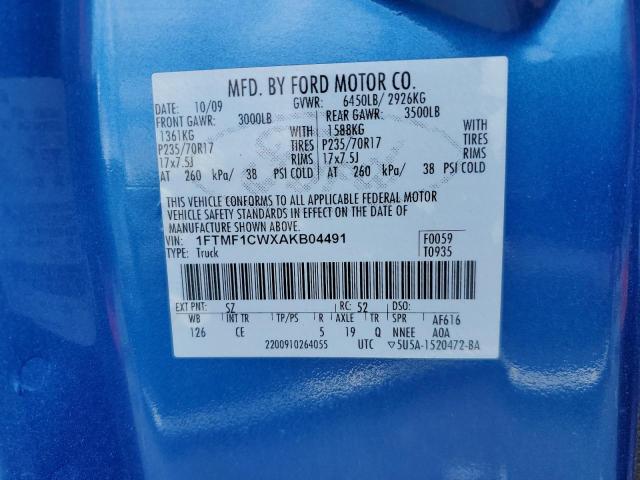 MFD. BY FORD MOTOR CO.
DATE: 10/09 GVWR: 6450LB/ 2926KG
FRONT GAWR: 3000LB REAR GAWR: 3500LB
1361KG WITH 1588KG WITH
P235/70R17 TIRES P235/70R17 TIRES
17x7.5J RIMS 17x7.5J RIMS
AT 260 kPa/ 38 PSI COLD AT 260 kPa/ 38 PSI COLD
THIS VEHICLE CONFORMS TO ALL APPLICABLE FEDERAL MOTOR
VEHICLE SAFETY STANDARDS IN EFFECT ON THE DATE OF
MANUFACTURE SHOWN ABOVE.
VIN: 1FTMF1CWXAKB04491 F0059
TYPE: Truck T0935
EXT PNT: SZ RC: 52 DSO:
WB INT TR TP/PS R AXLE TR SPR AF616
126 CE 5 19 Q NNEE A0A
2200910264055 UTC 5U5A-1520472-BA